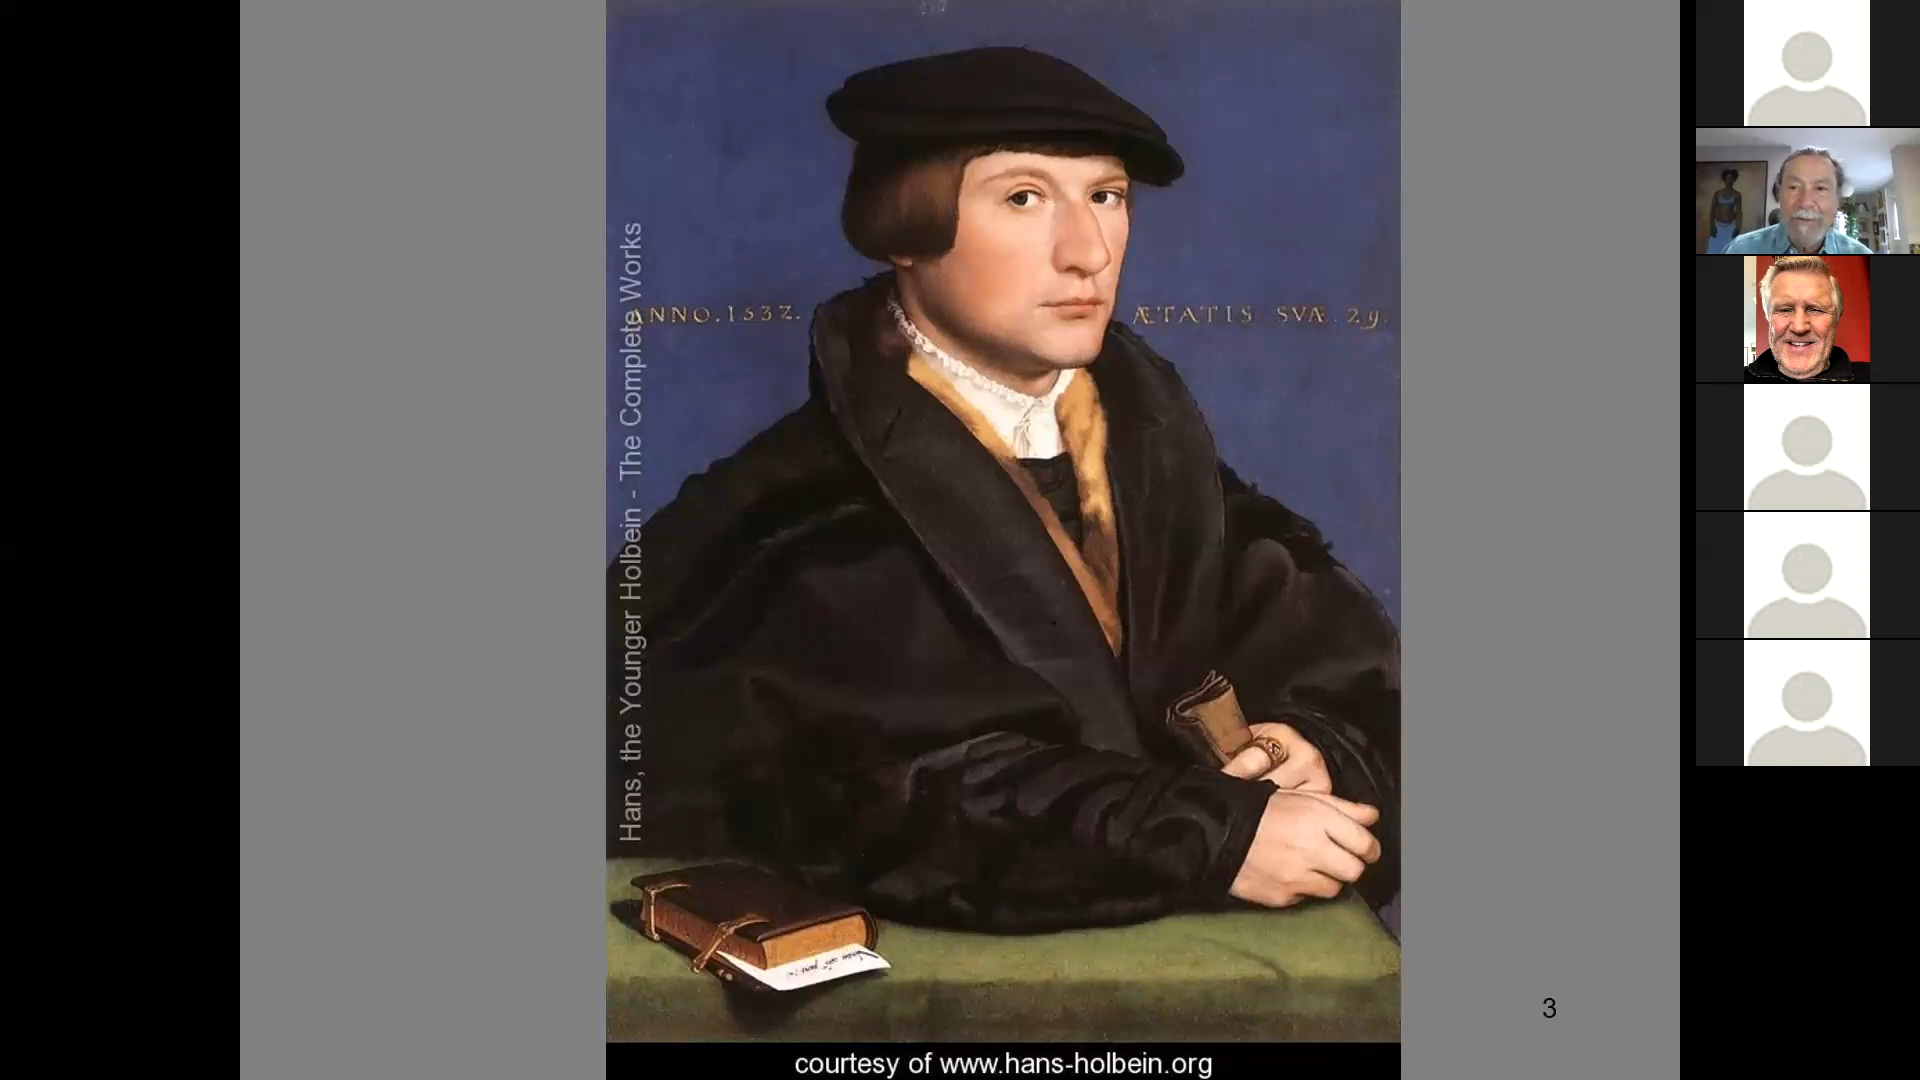 Hans, the Younger Holbein - The Complete Works
ANNO.1532.
ÆTATIS SVÆ.29.
courtesy of www.hans-holbein.org
3